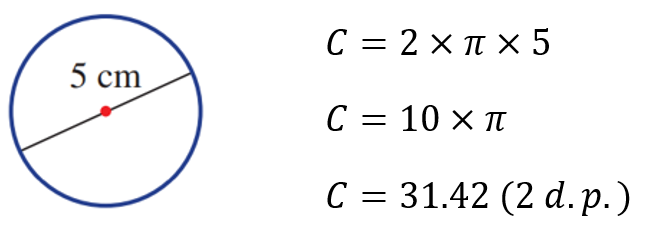 5 cm
C = 2 × π × 5
C = 10 × π
C = 31.42 (2 d.p.)